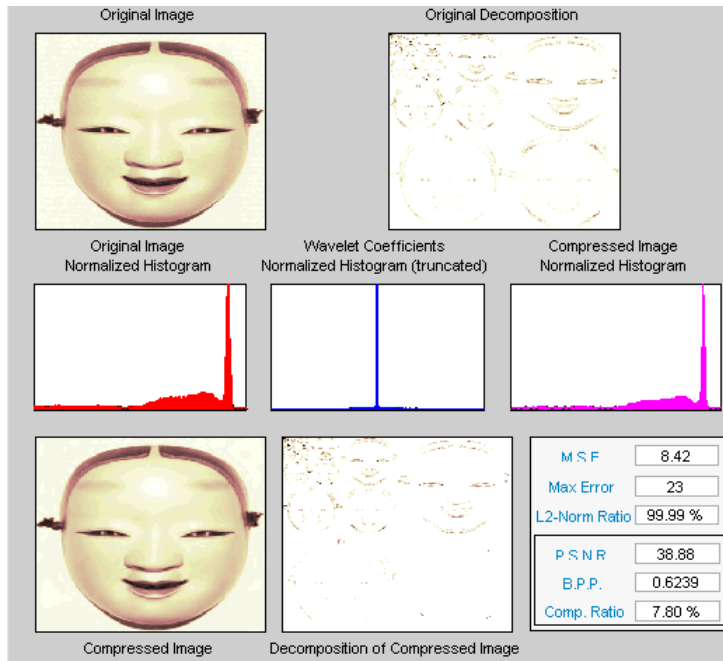 Original Image
Original Decomposition
Original Image
Normalized Histogram
Wavelet Coefficients
Normalized Histogram (truncated)
Compressed Image
Normalized Histogram
M.S.E.
8.42
Max Error
23
L2-Norm Ratio
99.99 %
P.S.N.R.
38.88
B.P.P.
0.6239
Comp. Ratio
7.80 %
Compressed Image
Decomposition of Compressed Image